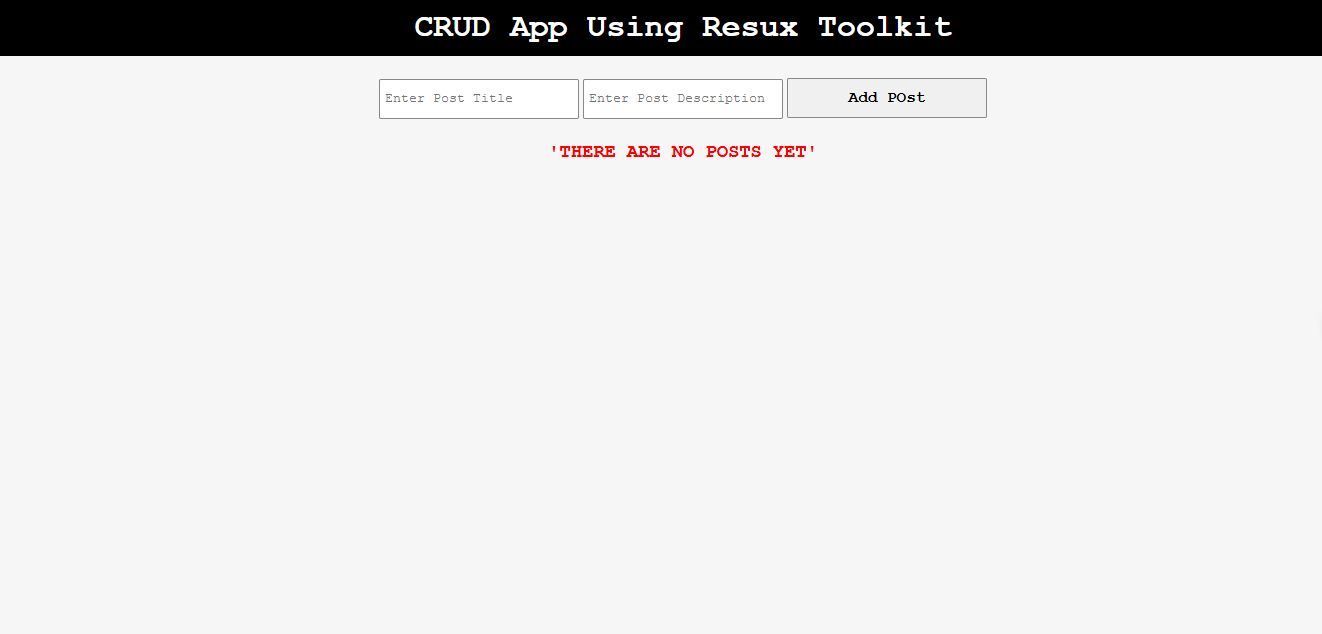 CRUD App Using Resux Toolkit
Enter Post Title Enter Post Description Add POst
'THERE ARE NO POSTS YET'